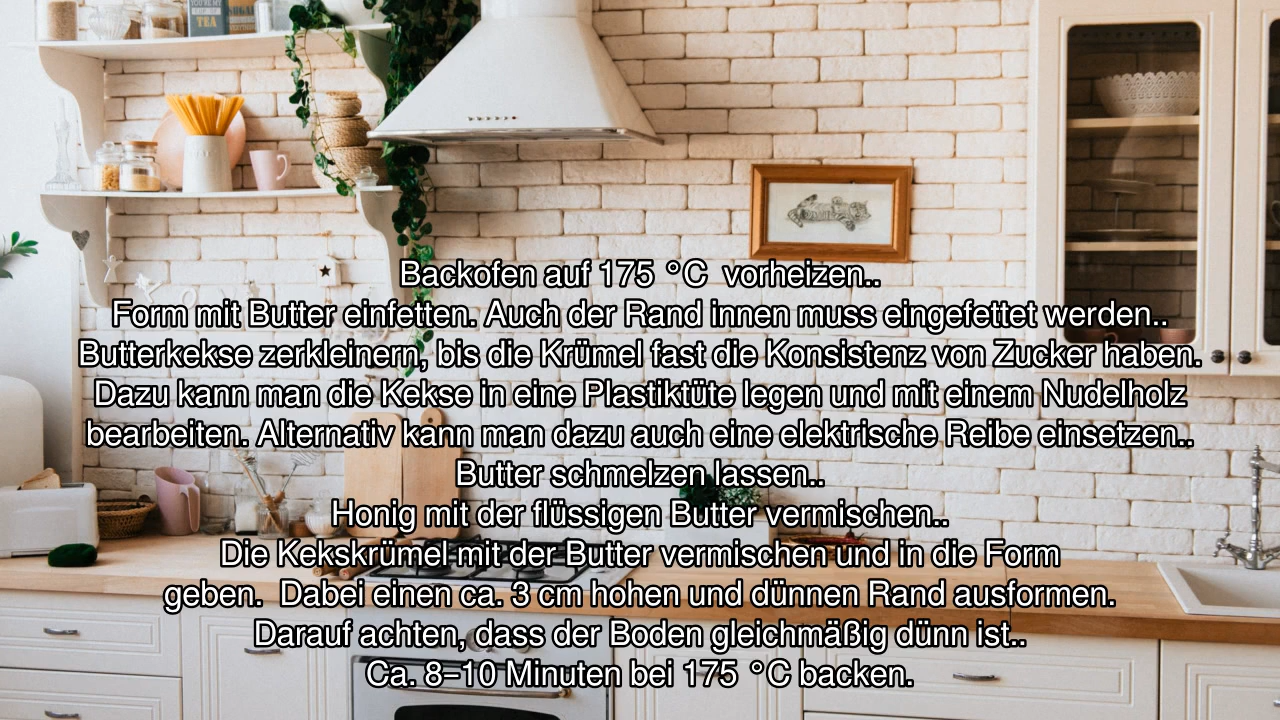 TEA
Backofen auf 175 °C  vorheizen..
Form mit Butter einfetten. Auch der Rand innen muss eingefettet werden..
Butterkekse zerkleinern, bis die Krümel fast die Konsistenz von Zucker haben.
Dazu kann man die Kekse in eine Plastiktüte legen und mit einem Nudelholz
bearbeiten. Alternativ kann man dazu auch eine elektrische Reibe einsetzen..
Butter schmelzen lassen..
Honig mit der flüssigen Butter vermischen..
Die Kekskrümel mit der Butter vermischen und in die Form
geben.  Dabei einen ca. 3 cm hohen und dünnen Rand ausformen.
Darauf achten, dass der Boden gleichmäßig dünn ist..
Ca. 8–10 Minuten bei 175 °C backen.